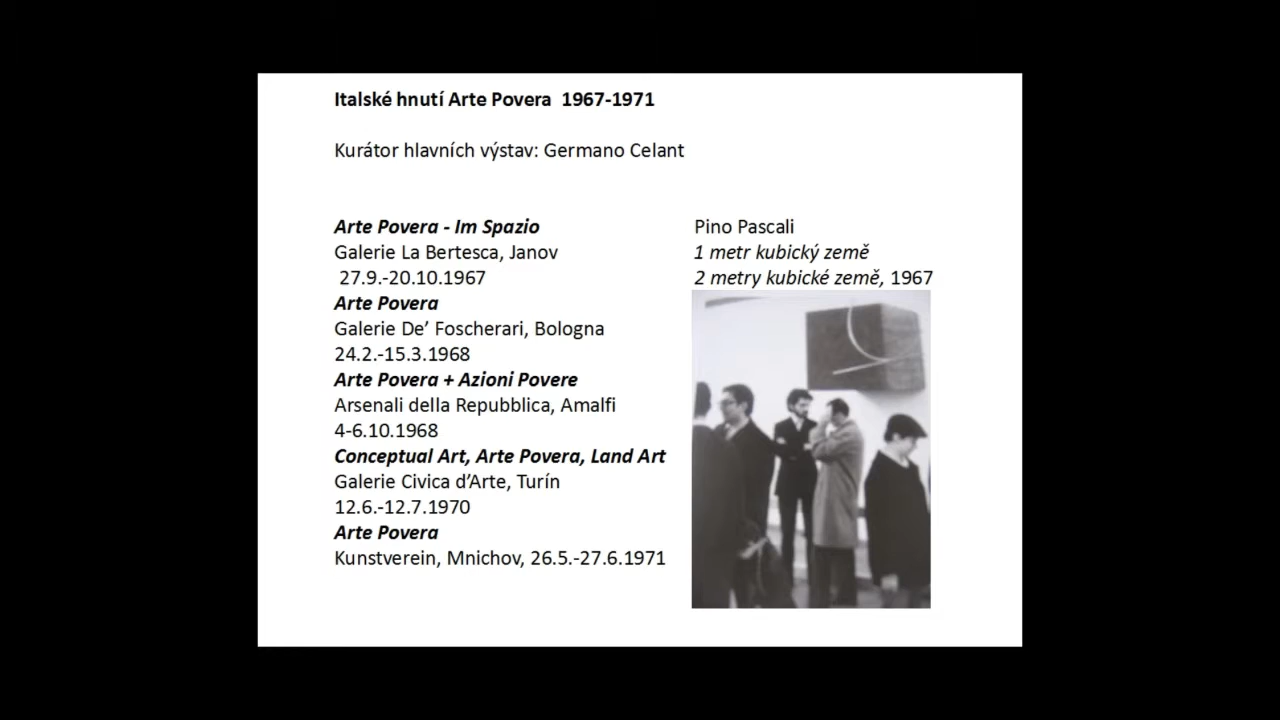 Italské hnutí Arte Povera 1967-1971
Kurátor hlavních výstav: Germano Celant
Arte Povera - Im Spazio
Galerie La Bertesca, Janov
27.9.-20.10.1967
Arte Povera
Galerie De’ Foscherari, Bologna
24.2.-15.3.1968
Arte Povera + Azioni Povere
Arsenali della Repubblica, Amalfi
4-6.10.1968
Conceptual Art, Arte Povera, Land Art
Galerie Civica d’Arte, Turín
12.6.-12.7.1970
Arte Povera
Kunstverein, Mnichov, 26.5.-27.6.1971
Pino Pascali
1 metr kubický země
2 metry kubické země, 1967